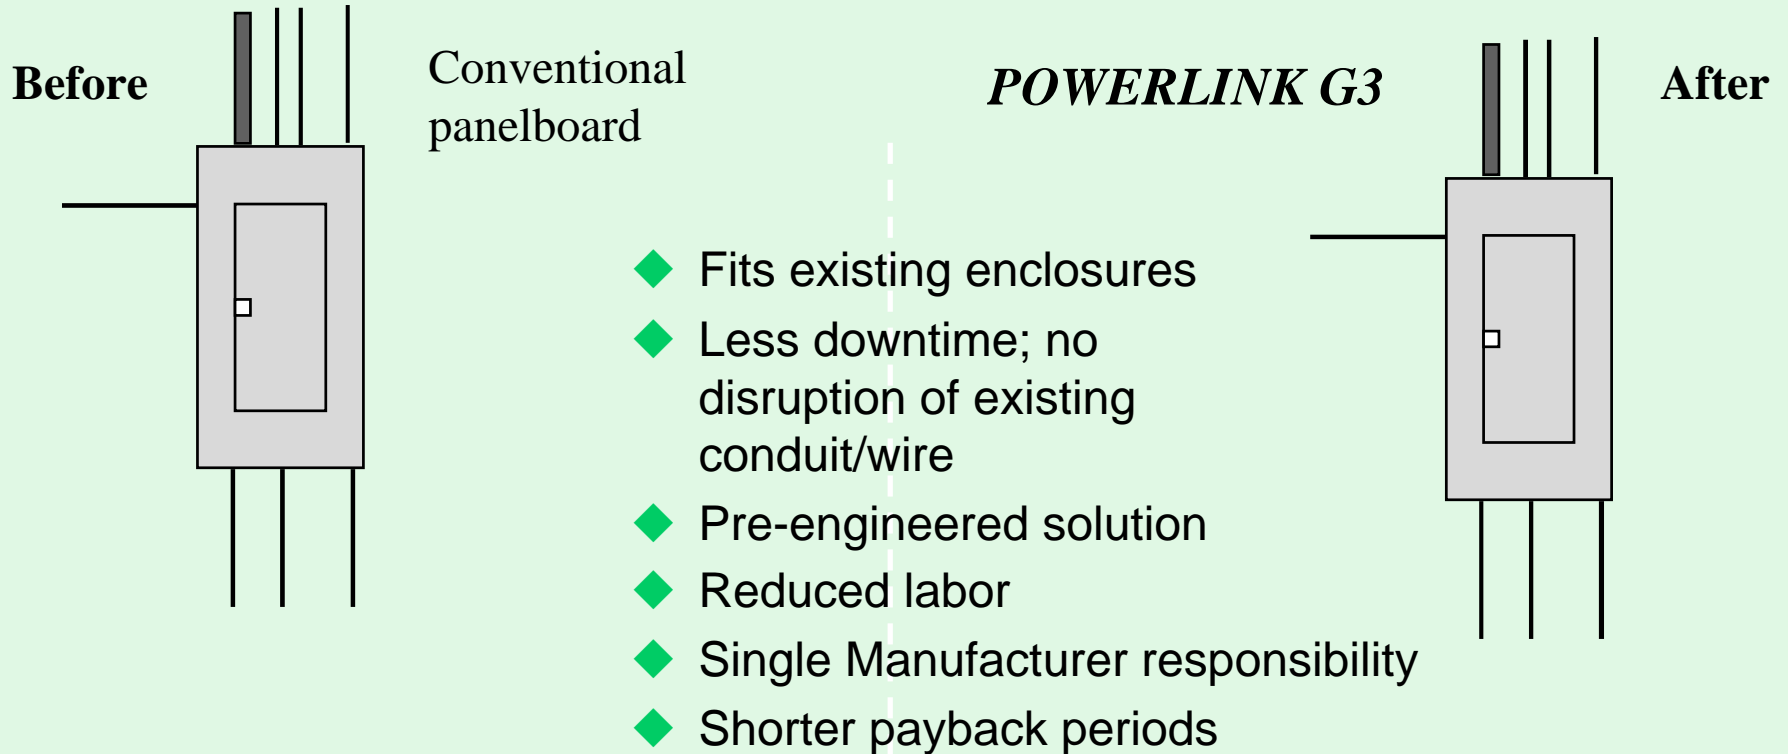 Before
Conventional
panelboard
POWERLINK G3
After
Fits existing enclosures
Less downtime; no
disruption of existing
conduit/wire
Pre-engineered solution
Reduced labor
Single Manufacturer responsibility
Shorter payback periods